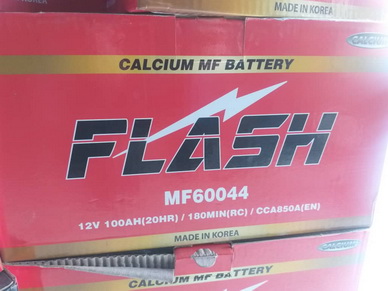 MADE IN KOREA
CALCIUM MF BATTERY
CALCIUM
FLASH
MF60044
12V 100AH(20HR) / 180MIN(RC) / CCA850A(EN)
MADE IN KOREA
CALCIUM MF BATTERY